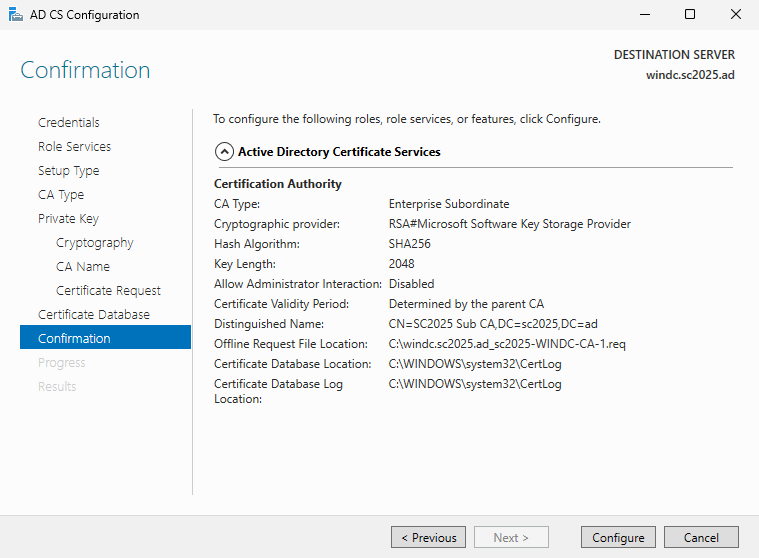 AD CS Configuration
Confirmation
DESTINATION SERVER
windc.sc2025.ad
Credentials
Role Services
Setup Type
CA Type
Private Key
Cryptography
CA Name
Certificate Request
Certificate Database
Confirmation
Progress
Results
To configure the following roles, role services, or features, click Configure.
Active Directory Certificate Services
Certification Authority
CA Type: Enterprise Subordinate
Cryptographic provider: RSA#Microsoft Software Key Storage Provider
Hash Algorithm: SHA256
Key Length: 2048
Allow Administrator Interaction: Disabled
Certificate Validity Period: Determined by the parent CA
Distinguished Name: CN=SC2025 Sub CA,DC=sc2025,DC=ad
Offline Request File Location: C:\windc.sc2025.ad_sc2025-WINDC-CA-1.req
Certificate Database Location: C:\WINDOWS\system32\CertLog
Certificate Database Log C:\WINDOWS\system32\CertLog
Location:
< Previous
Next >
Configure
Cancel